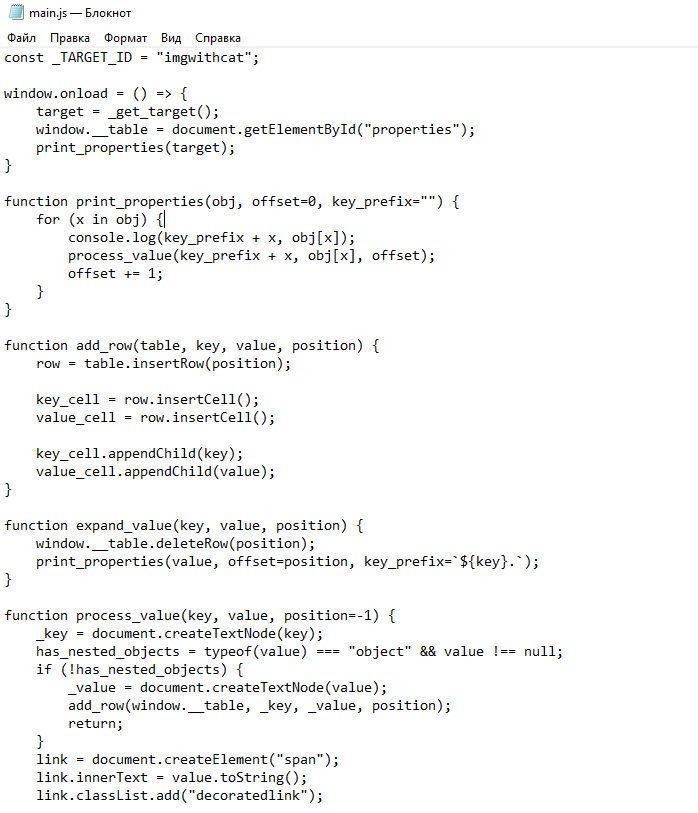 main.js — Блокнот
Файл Правка Формат Вид Справка
const _TARGET_ID = "imgwithcat";

window.onload = () => {
    target = _get_target();
    window.__table = document.getElementById("properties");
    print_properties(target);
}

function print_properties(obj, offset=0, key_prefix="") {
    for (x in obj) {
        console.log(key_prefix + x, obj[x]);
        process_value(key_prefix + x, obj[x], offset);
        offset += 1;
    }
}

function add_row(table, key, value, position) {
    row = table.insertRow(position);

    key_cell = row.insertCell();
    value_cell = row.insertCell();

    key_cell.appendChild(key);
    value_cell.appendChild(value);
}

function expand_value(key, value, position) {
    window.__table.deleteRow(position);
    print_properties(value, offset=position, key_prefix=`${key}.`);
}

function process_value(key, value, position=-1) {
    _key = document.createTextNode(key);
    has_nested_objects = typeof(value) === "object" && value !== null;
    if (!has_nested_objects) {
        _value = document.createTextNode(value);
        add_row(window.__table, _key, _value, position);
        return;
    }
    link = document.createElement("span");
    link.innerText = value.toString();
    link.classList.add("decoratedlink");